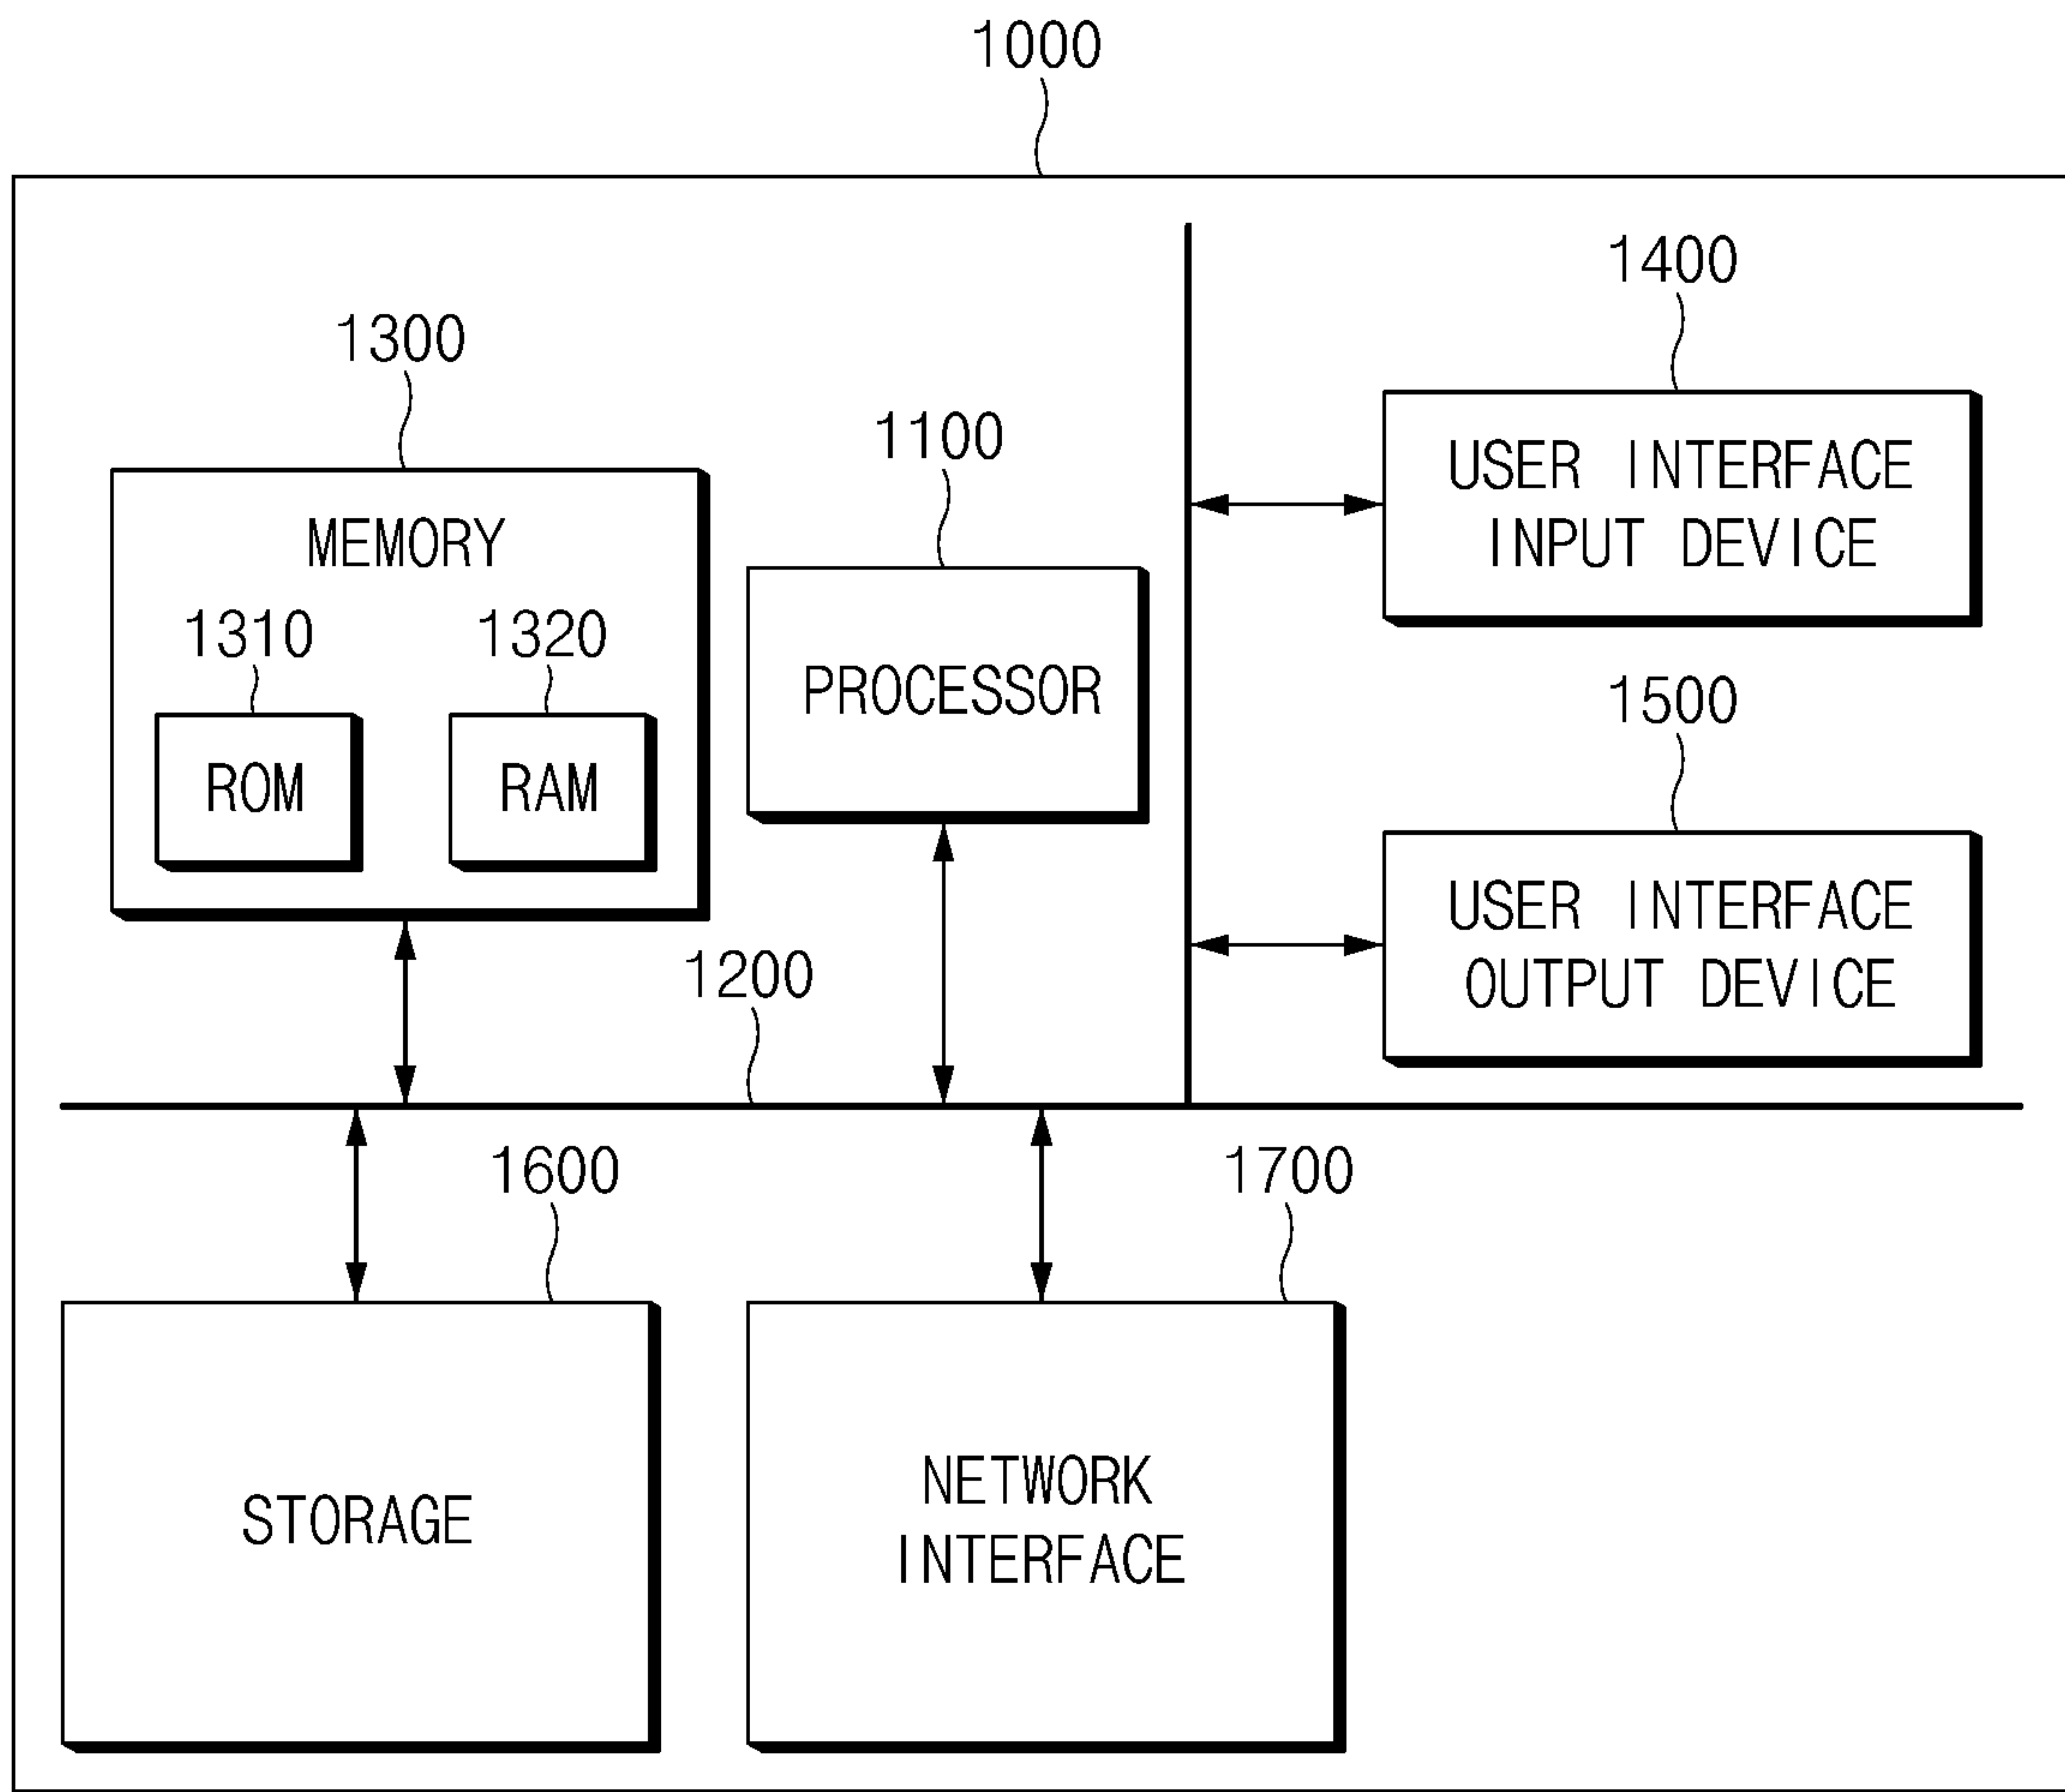 1000
1400
1300
1100
USER INTERFACE
INPUT DEVICE
MEMORY
1310
1320
PROCESSOR
1500
ROM
RAM
USER INTERFACE
OUTPUT DEVICE
1200
1600
1700
STORAGE
NETWORK
INTERFACE